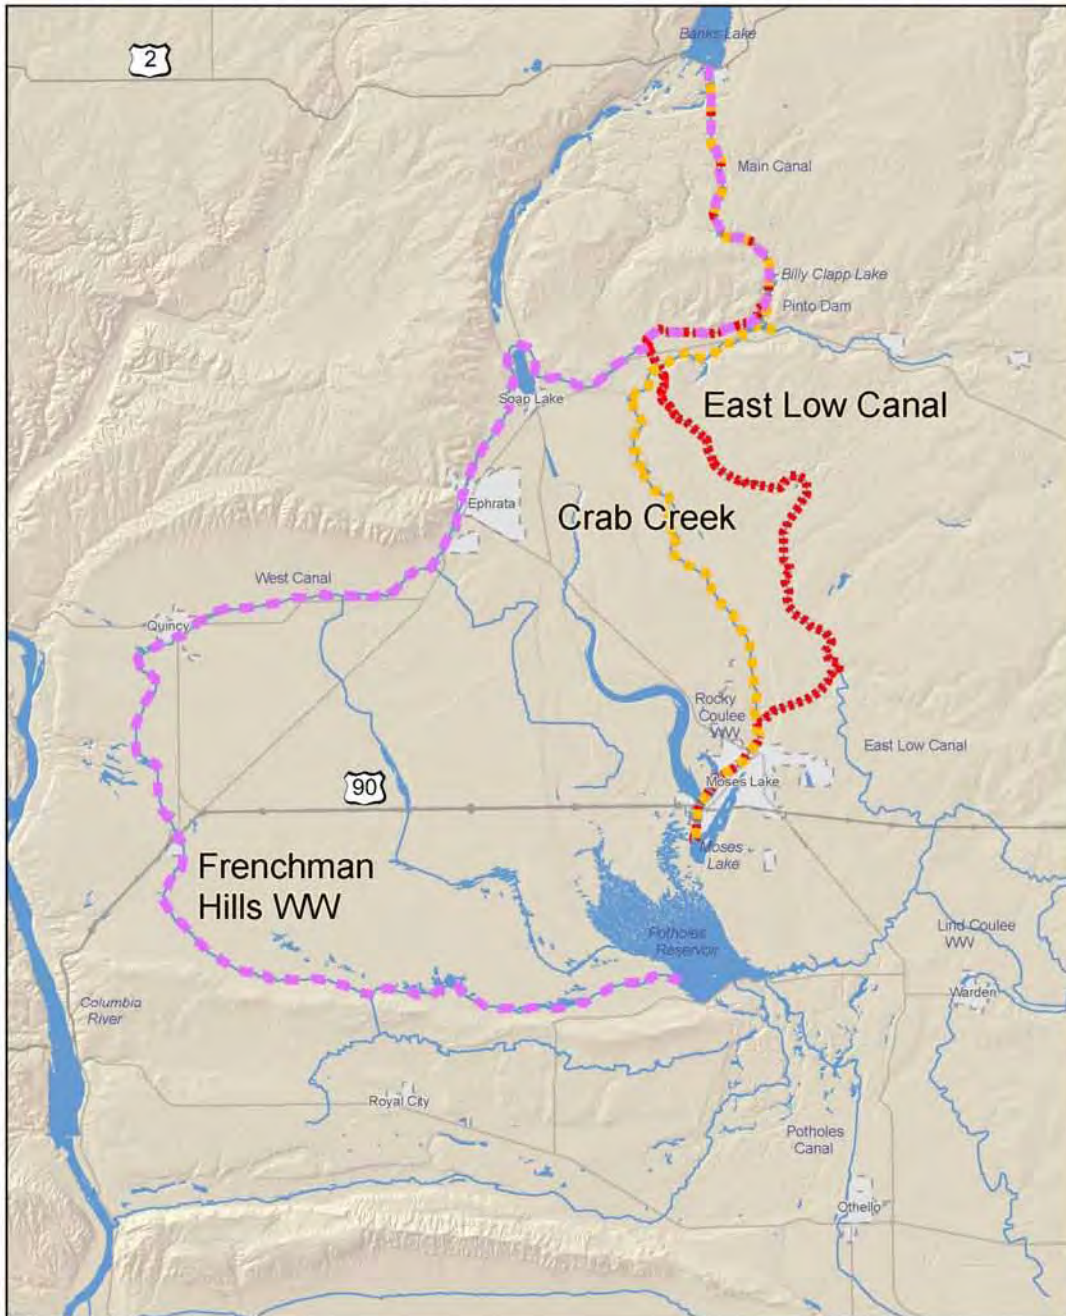 Banks Lake
2
Main Canal
Billy Clapp Lake
Pinto Dam
Soap Lake
East Low Canal
Ephrata
Crab Creek
West Canal
Quincy
Rocky
Coulee
WW
East Low Canal
Moses Lake
90
Moses
Lake
Frenchman
Hills WW
Potholes
Reservoir
Lind Coulee
WW
Warden
Columbia
River
Royal City
Potholes
Canal
Othello